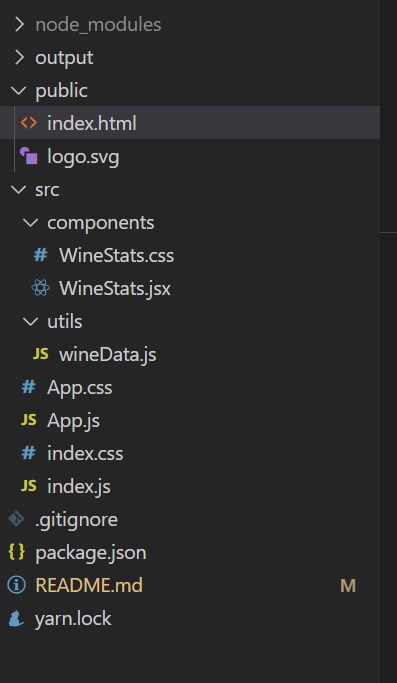 node_modules
output
public
index.html
logo.svg
src
components
# WineStats.css
WineStats.jsx
utils
JS wineData.js
# App.css
JS App.js
# index.css
JS index.js
.gitignore
{ } package.json
README.md M
yarn.lock